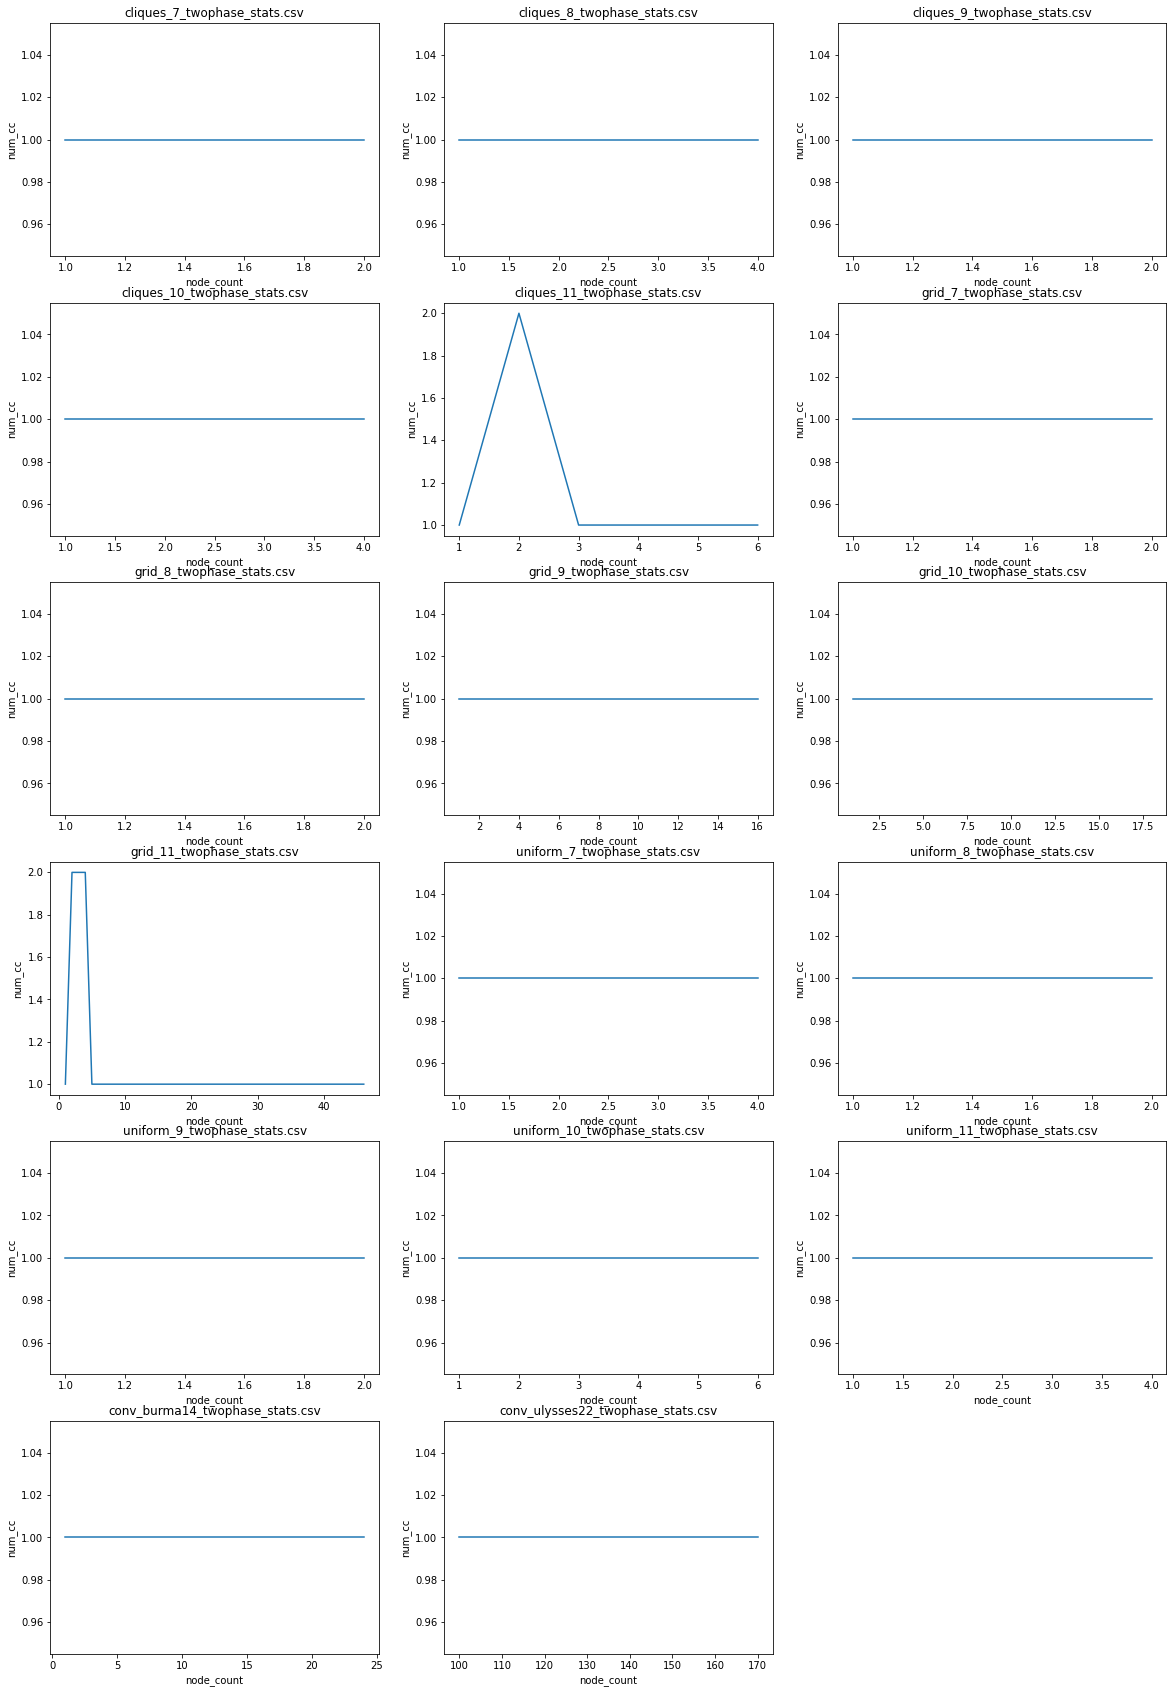 cliques_7_twophase_stats.csv
num_cc
1.04
1.02
1.00
0.98
0.96
1.0 1.2 1.4 1.6 1.8 2.0
node_count
cliques_8_twophase_stats.csv
num_cc
1.04
1.02
1.00
0.98
0.96
1.0 1.5 2.0 2.5 3.0 3.5 4.0
node_count
cliques_9_twophase_stats.csv
num_cc
1.04
1.02
1.00
0.98
0.96
1.0 1.2 1.4 1.6 1.8 2.0
node_count
cliques_10_twophase_stats.csv
num_cc
1.04
1.02
1.00
0.98
0.96
1.0 1.5 2.0 2.5 3.0 3.5 4.0
node_count
cliques_11_twophase_stats.csv
num_cc
2.0
1.8
1.6
1.4
1.2
1.0
1 2 3 4 5 6
node_count
grid_7_twophase_stats.csv
num_cc
1.04
1.02
1.00
0.98
0.96
1.0 1.2 1.4 1.6 1.8 2.0
node_count
grid_8_twophase_stats.csv
num_cc
1.04
1.02
1.00
0.98
0.96
1.0 1.2 1.4 1.6 1.8 2.0
node_count
grid_9_twophase_stats.csv
num_cc
1.04
1.02
1.00
0.98
0.96
2 4 6 8 10 12 14 16
node_count
grid_10_twophase_stats.csv
num_cc
1.04
1.02
1.00
0.98
0.96
2.5 5.0 7.5 10.0 12.5 15.0 17.5
node_count
grid_11_twophase_stats.csv
num_cc
2.0
1.8
1.6
1.4
1.2
1.0
0 10 20 30 40
node_count
uniform_7_twophase_stats.csv
num_cc
1.04
1.02
1.00
0.98
0.96
1.0 1.5 2.0 2.5 3.0 3.5 4.0
node_count
uniform_8_twophase_stats.csv
num_cc
1.04
1.02
1.00
0.98
0.96
1.0 1.2 1.4 1.6 1.8 2.0
node_count
uniform_9_twophase_stats.csv
num_cc
1.04
1.02
1.00
0.98
0.96
1.0 1.2 1.4 1.6 1.8 2.0
node_count
uniform_10_twophase_stats.csv
num_cc
1.04
1.02
1.00
0.98
0.96
1 2 3 4 5 6
node_count
uniform_11_twophase_stats.csv
num_cc
1.04
1.02
1.00
0.98
0.96
1.0 1.5 2.0 2.5 3.0 3.5 4.0
node_count
conv_burma14_twophase_stats.csv
num_cc
1.04
1.02
1.00
0.98
0.96
0 5 10 15 20 25
node_count
conv_ulysses22_twophase_stats.csv
num_cc
1.04
1.02
1.00
0.98
0.96
100 110 120 130 140 150 160 170
node_count